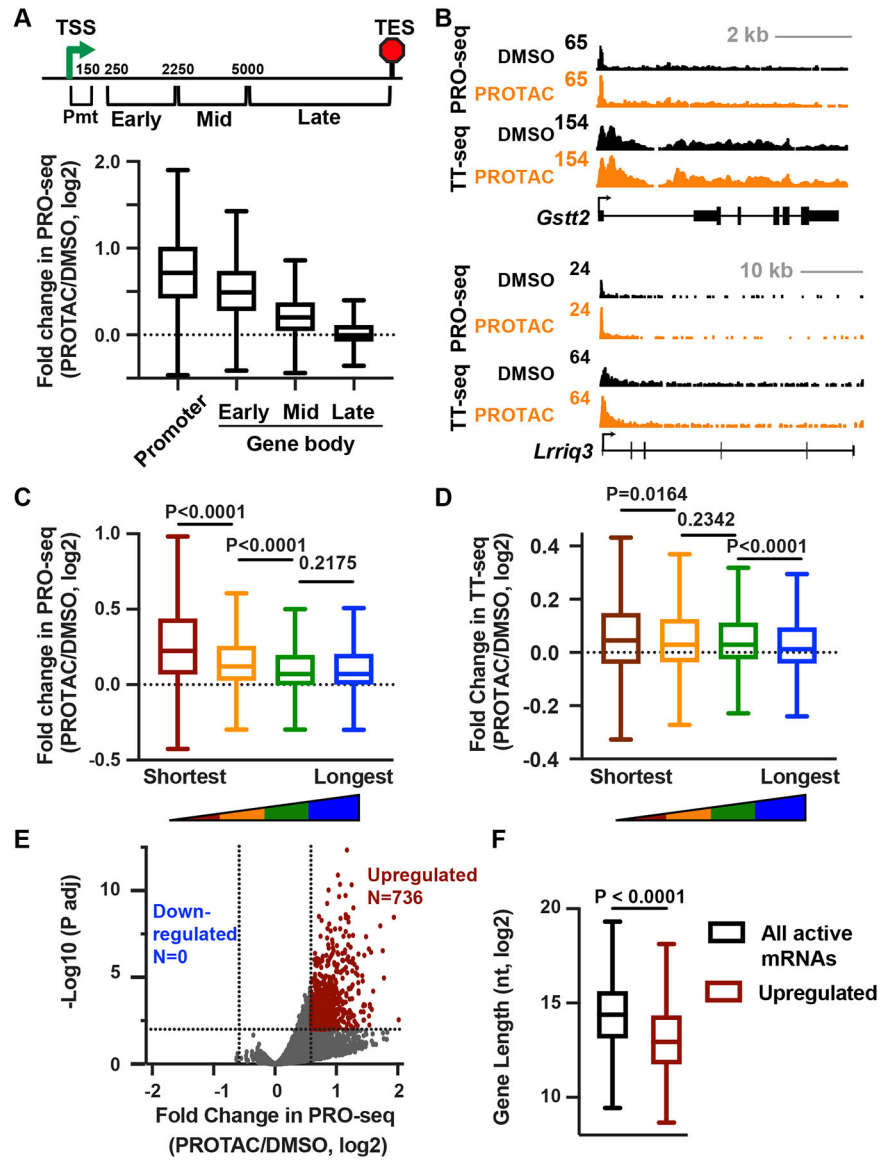 A
TSS
TES
150 250 2250 5000
Pmt Early Mid Late
Fold change in PRO-seq
(PROTAC/DMSO, log2)
2.0
1.0
0.0
Promoter
Early Mid Late
Gene body
B
2 kb
PRO-seq
DMSO 65
PROTAC 65
TT-seq
DMSO 154
PROTAC 154
Gstt2
10 kb
PRO-seq
DMSO 24
PROTAC 24
TT-seq
DMSO 64
PROTAC 64
Lrriq3
C
Fold change in PRO-seq
(PROTAC/DMSO, log2)
1.0
0.5
0.0
-0.5
P<0.0001
P<0.0001
0.2175
Shortest Longest
D
Fold Change in TT-seq
(PROTAC/DMSO, log2)
0.4
0.2
0.0
-0.2
-0.4
P=0.0164
0.2342
P<0.0001
Shortest Longest
E
-Log10 (P adj)
10
5
0
Down-
regulated
N=0
Upregulated
N=736
-2 -1 0 1 2
Fold Change in PRO-seq
(PROTAC/DMSO, log2)
F
Gene Length (nt, log2)
20
15
10
P < 0.0001
All active
mRNAs
Upregulated